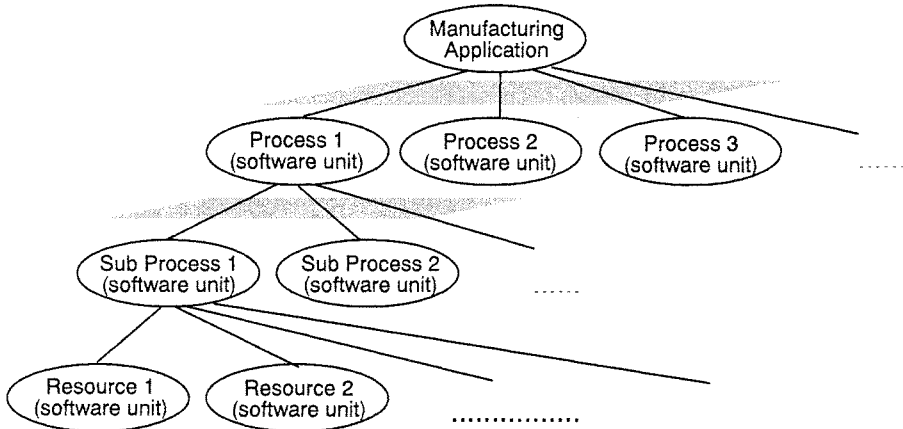 Manufacturing
Application
Process 1
(software unit)
Process 2
(software unit)
Process 3
(software unit)
Sub Process 1
(software unit)
Sub Process 2
(software unit)
Resource 1
(software unit)
Resource 2
(software unit)